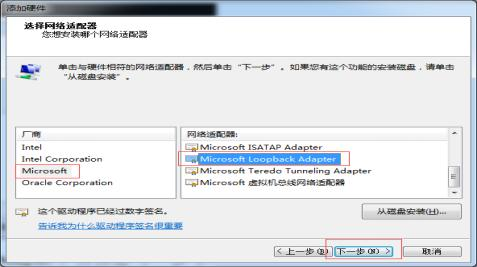 添加硬件
选择网络适配器
您想安装哪个网络适配器
单击与硬件相符的网络适配器，然后单击“下一步”。如果您有这个功能的安装磁盘，请单击
“从磁盘安装”。
厂商
Intel
Intel Corporation
Microsoft
Oracle Corporation
网络适配器:
Microsoft ISATAP Adapter
Microsoft Loopback Adapter
Microsoft Teredo Tunneling Adapter
Microsoft 虚拟机总线网络适配器
这个驱动程序已经过数字签名。
从磁盘安装(H)...
告诉我为什么驱动程序签名很重要
< 上一步(B)
下一步(N) >
取消